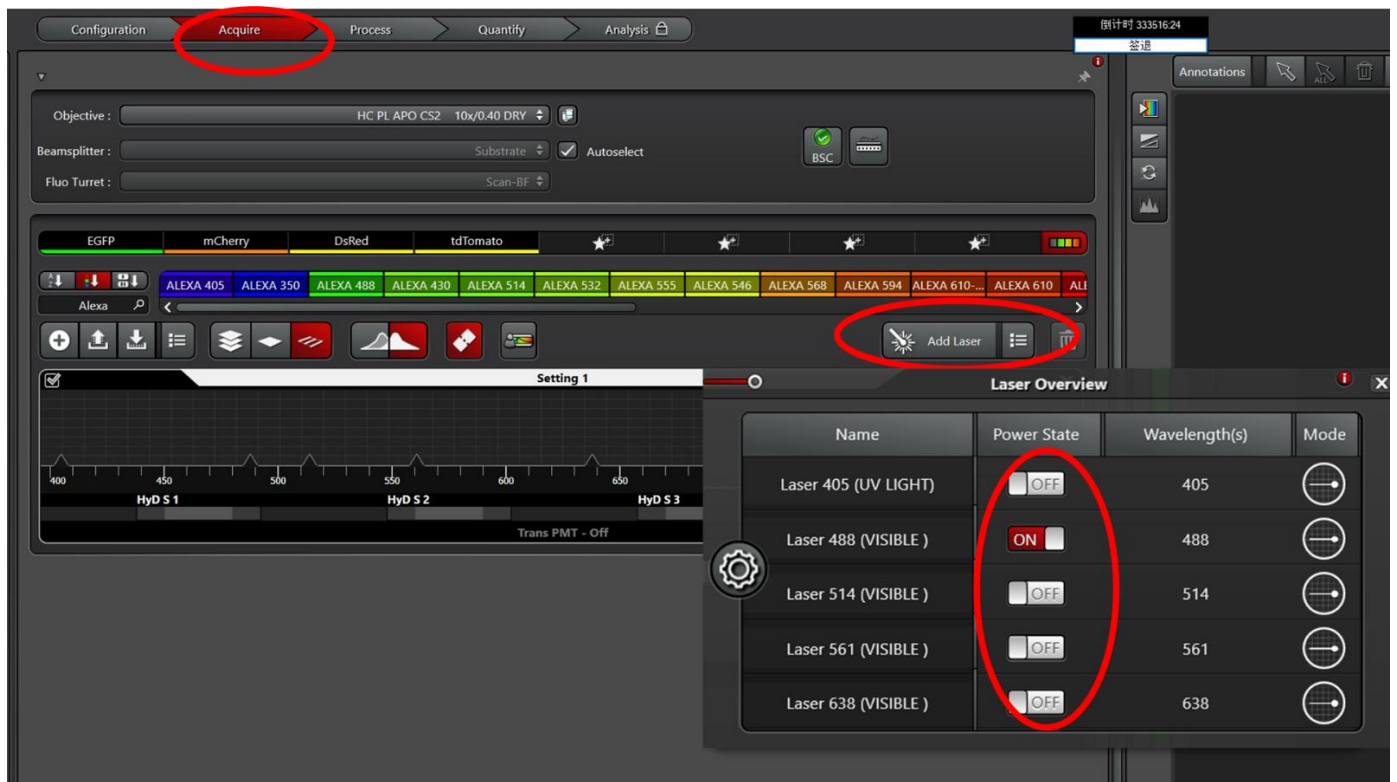 Configuration
Acquire
Process
Quantify
Analysis
倒计时 333516:24
签退
Annotations
ALL
Objective :
HC PL APO CS2 10x/0.40 DRY
Beamsplitter :
Substrate
Autoselect
BSC
Fluo Turret :
Scan-BF
EGFP
mCherry
DsRed
tdTomato
ALEXA 405
ALEXA 350
ALEXA 488
ALEXA 430
ALEXA 514
ALEXA 532
ALEXA 555
ALEXA 546
ALEXA 568
ALEXA 594
ALEXA 610-...
ALEXA 610
Alexa
Add Laser
Setting 1
400
450
500
550
600
650
HyD S 1
HyD S 2
HyD S 3
Trans PMT - Off
Laser Overview
Name
Power State
Wavelength(s)
Mode
Laser 405 (UV LIGHT)
OFF
405
Laser 488 (VISIBLE )
ON
488
Laser 514 (VISIBLE )
OFF
514
Laser 561 (VISIBLE )
OFF
561
Laser 638 (VISIBLE )
OFF
638